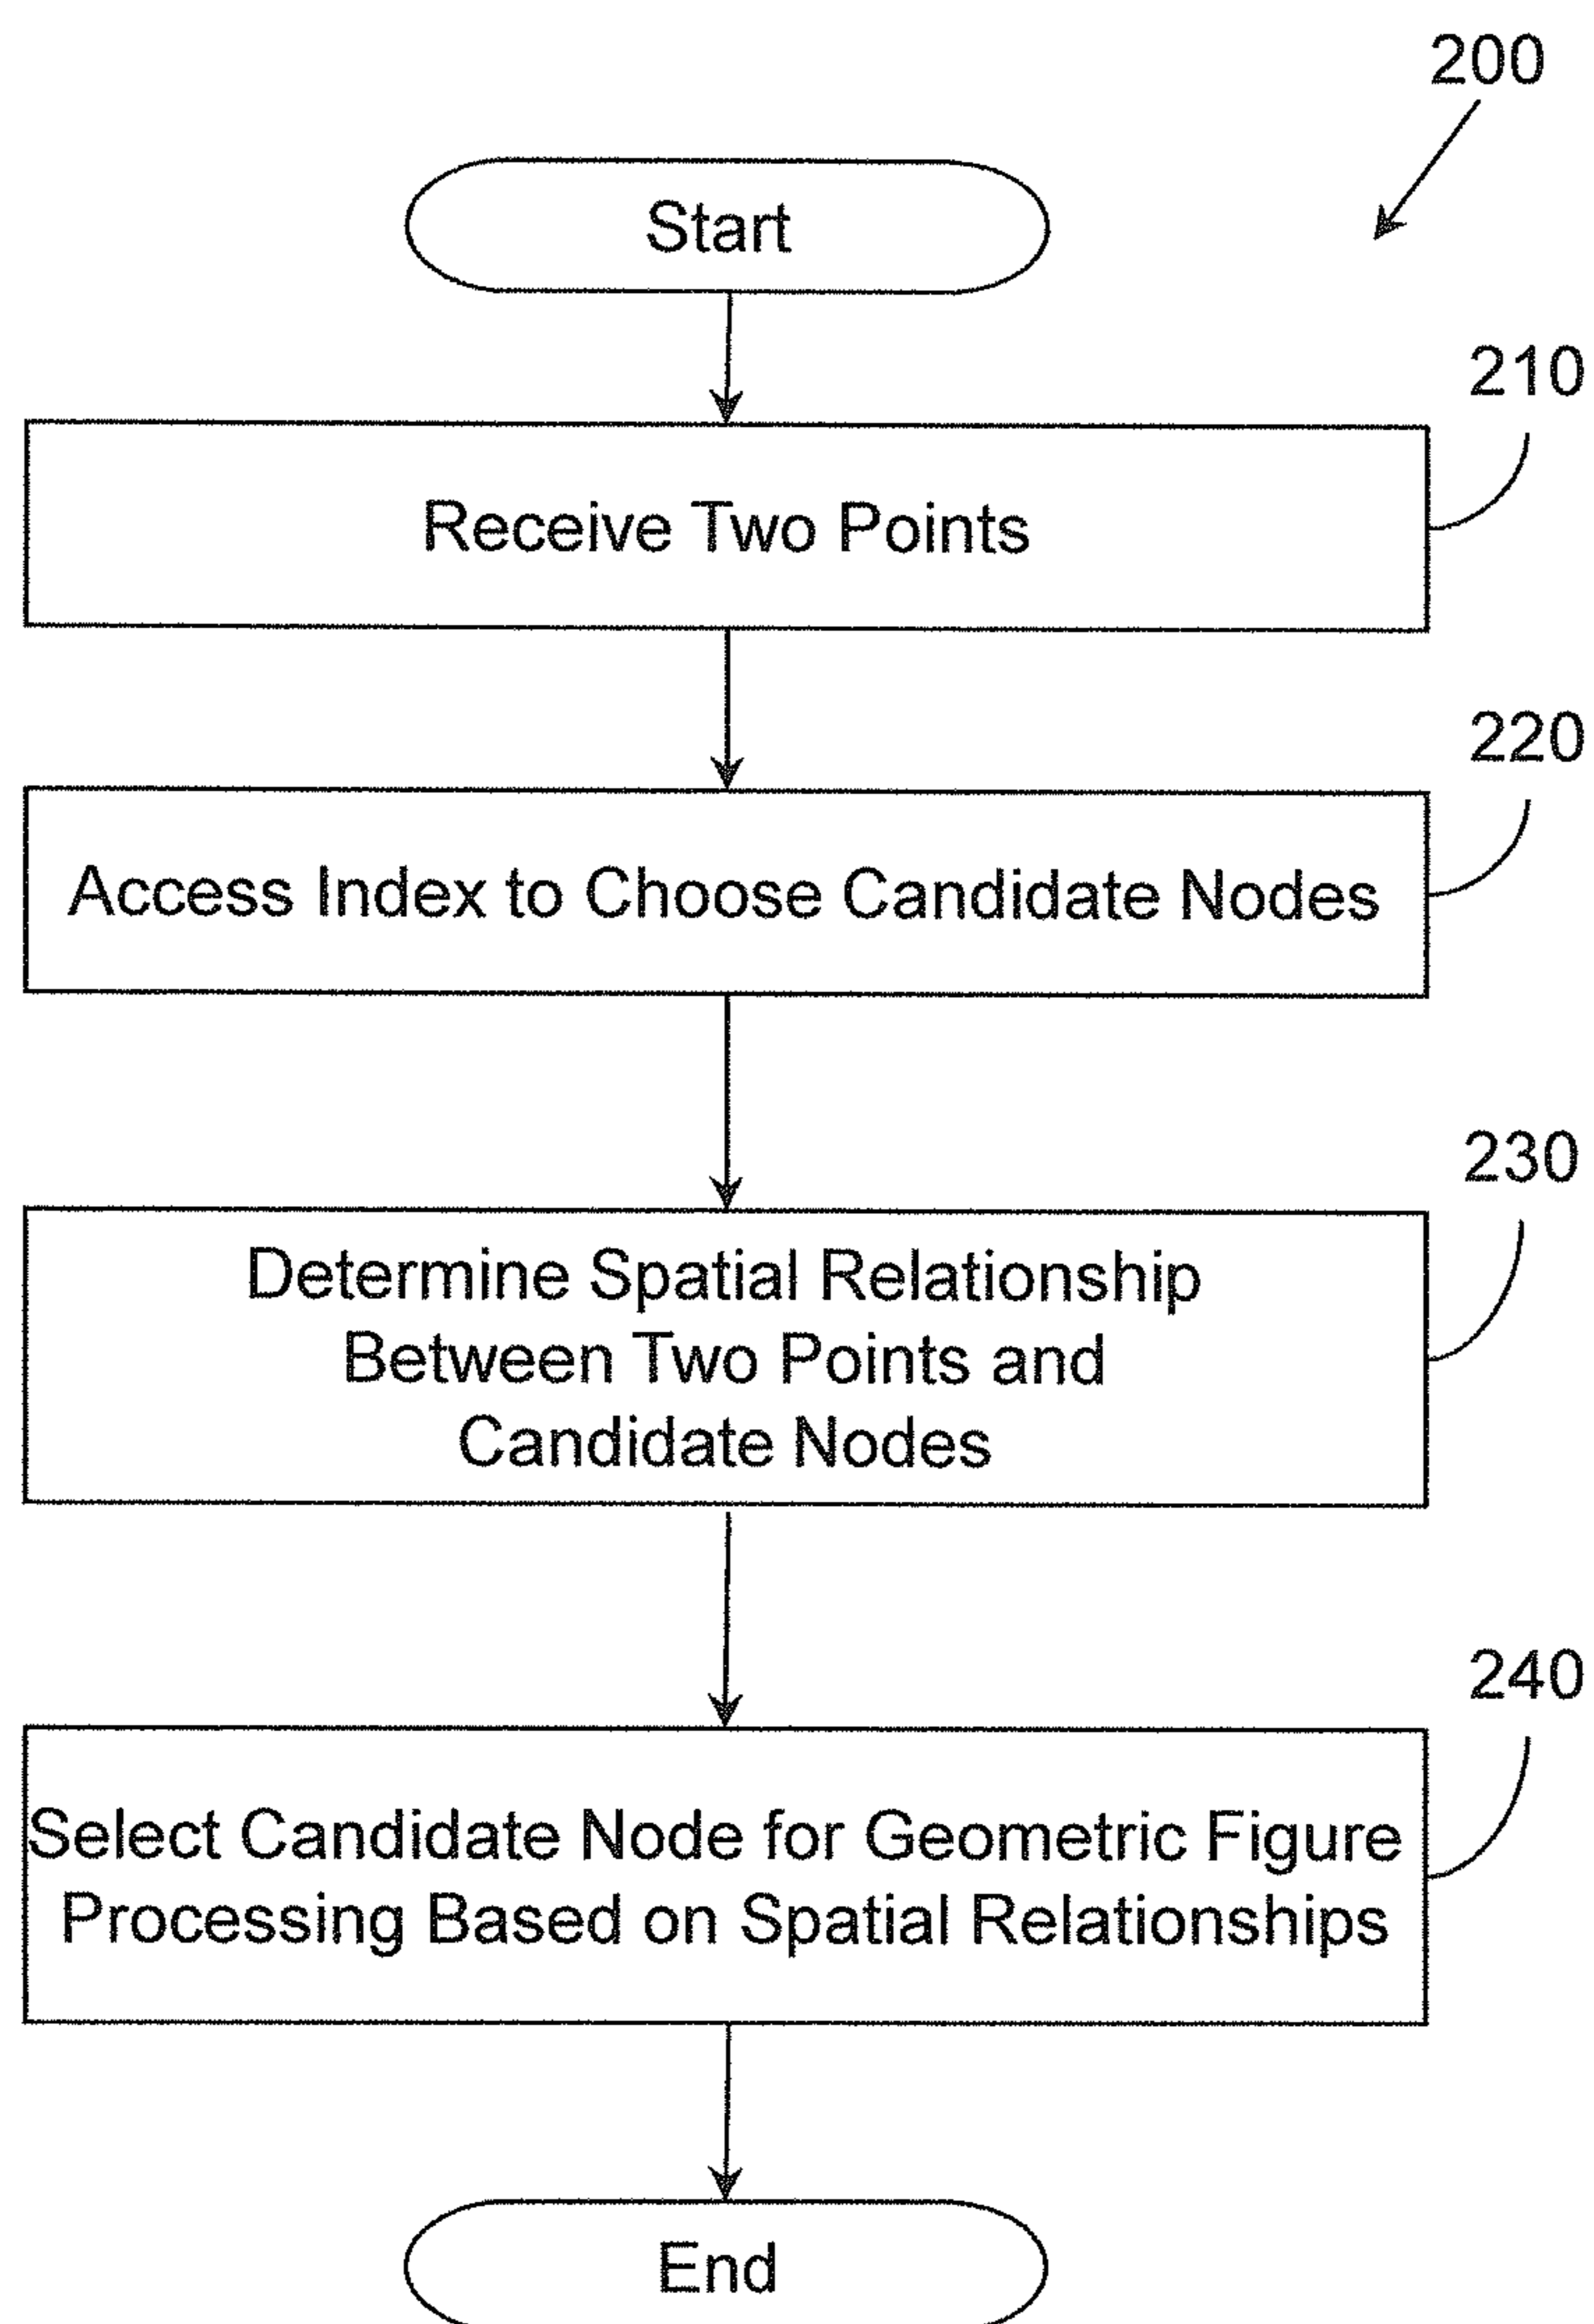 200
Start
210
Receive Two Points
220
Access Index to Choose Candidate Nodes
230
Determine Spatial Relationship
Between Two Points and
Candidate Nodes
240
Select Candidate Node for Geometric Figure
Processing Based on Spatial Relationships
End